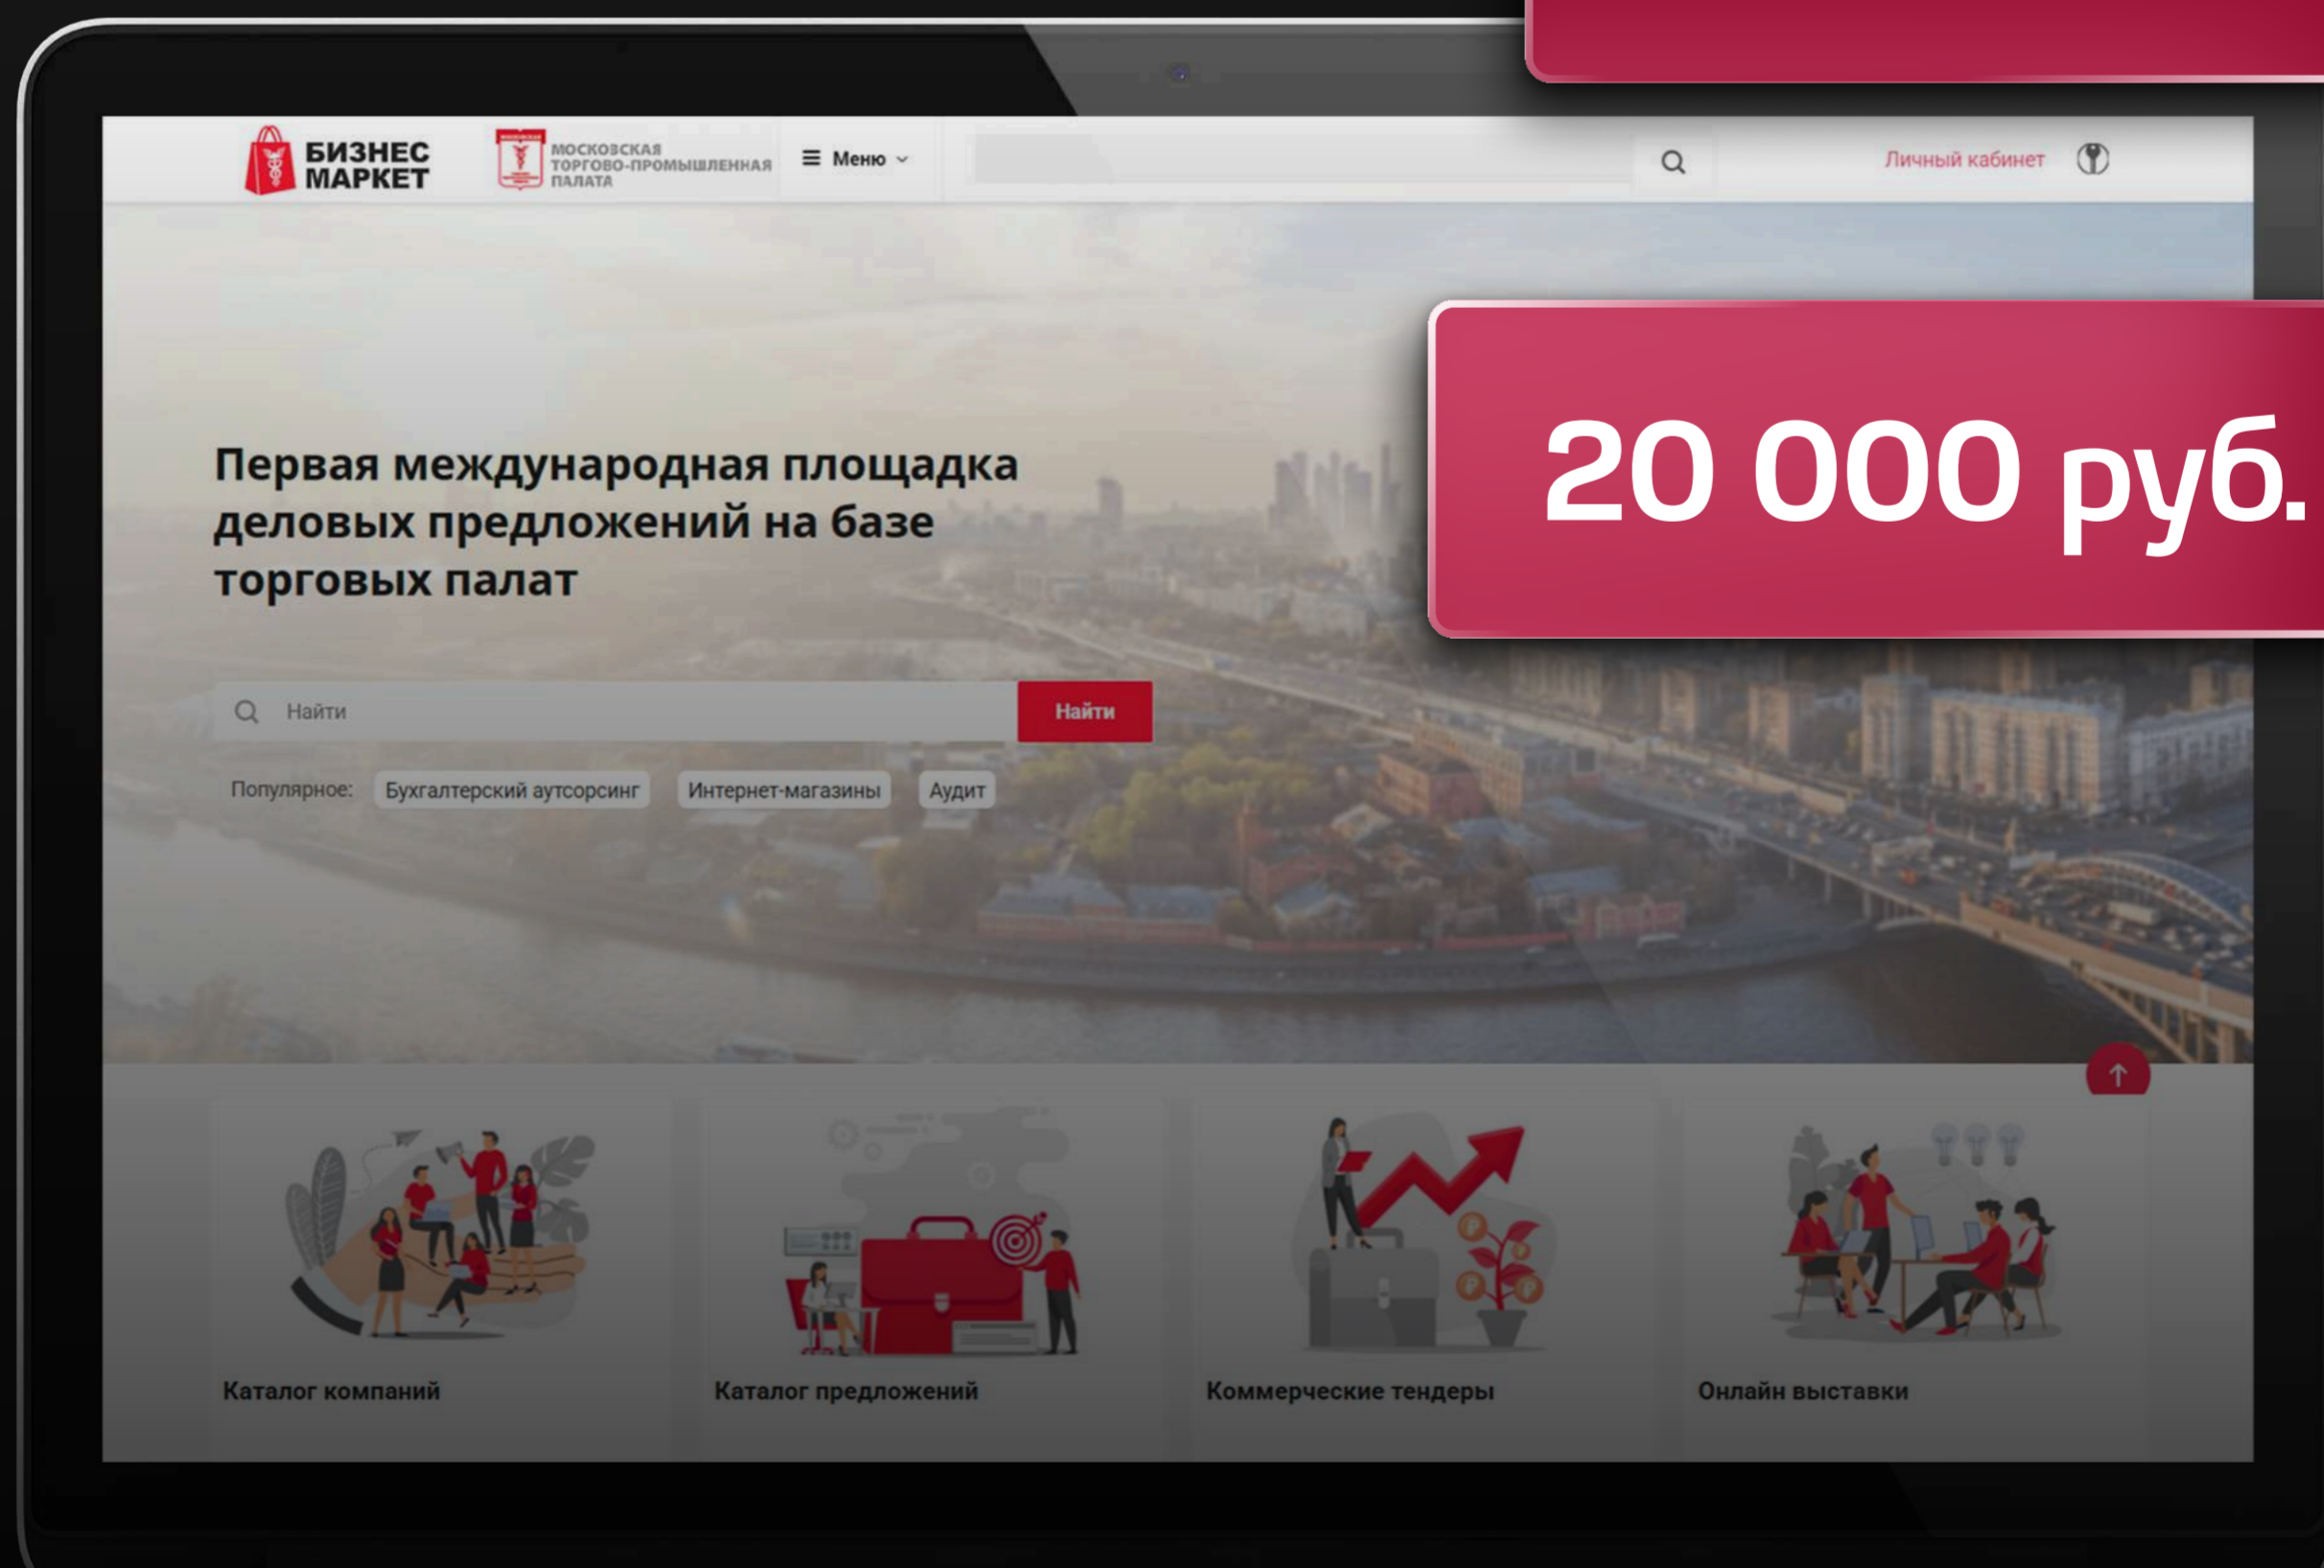 БИЗНЕС
МАРКЕТ
МОСКОВСКАЯ
ТОРГОВО-ПРОМЫШЛЕННАЯ
ПАЛАТА
Меню
Личный кабинет
20 000 руб.
Первая международная площадка
деловых предложений на базе
торговых палат
Найти
Найти
Популярное: Бухгалтерский аутсорсинг Интернет-магазины Аудит
Каталог компаний
Каталог предложений
Коммерческие тендеры
Онлайн выставки